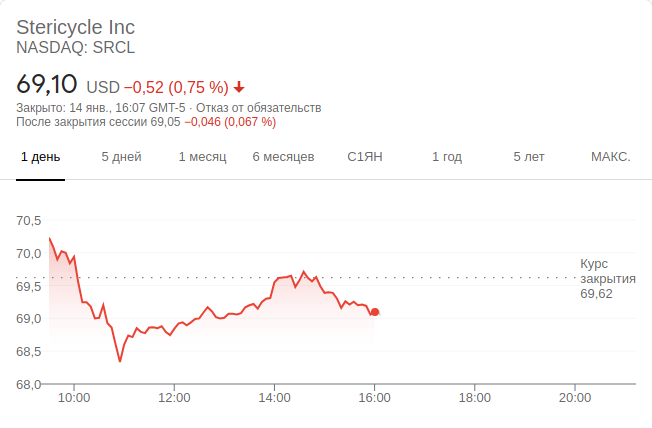 Stericycle Inc
NASDAQ: SRCL
69,10 USD −0,52 (0,75 %)
Закрыто: 14 янв., 16:07 GMT-5 · Отказ от обязательств
После закрытия сессии 69,05 −0,046 (0,067 %)
1 день 5 дней 1 месяц 6 месяцев С1ЯН 1 год 5 лет МАКС.
70,5
70,0
69,5
69,0
68,5
68,0
Курс
закрытия
69,62
10:00 12:00 14:00 16:00 18:00 20:00